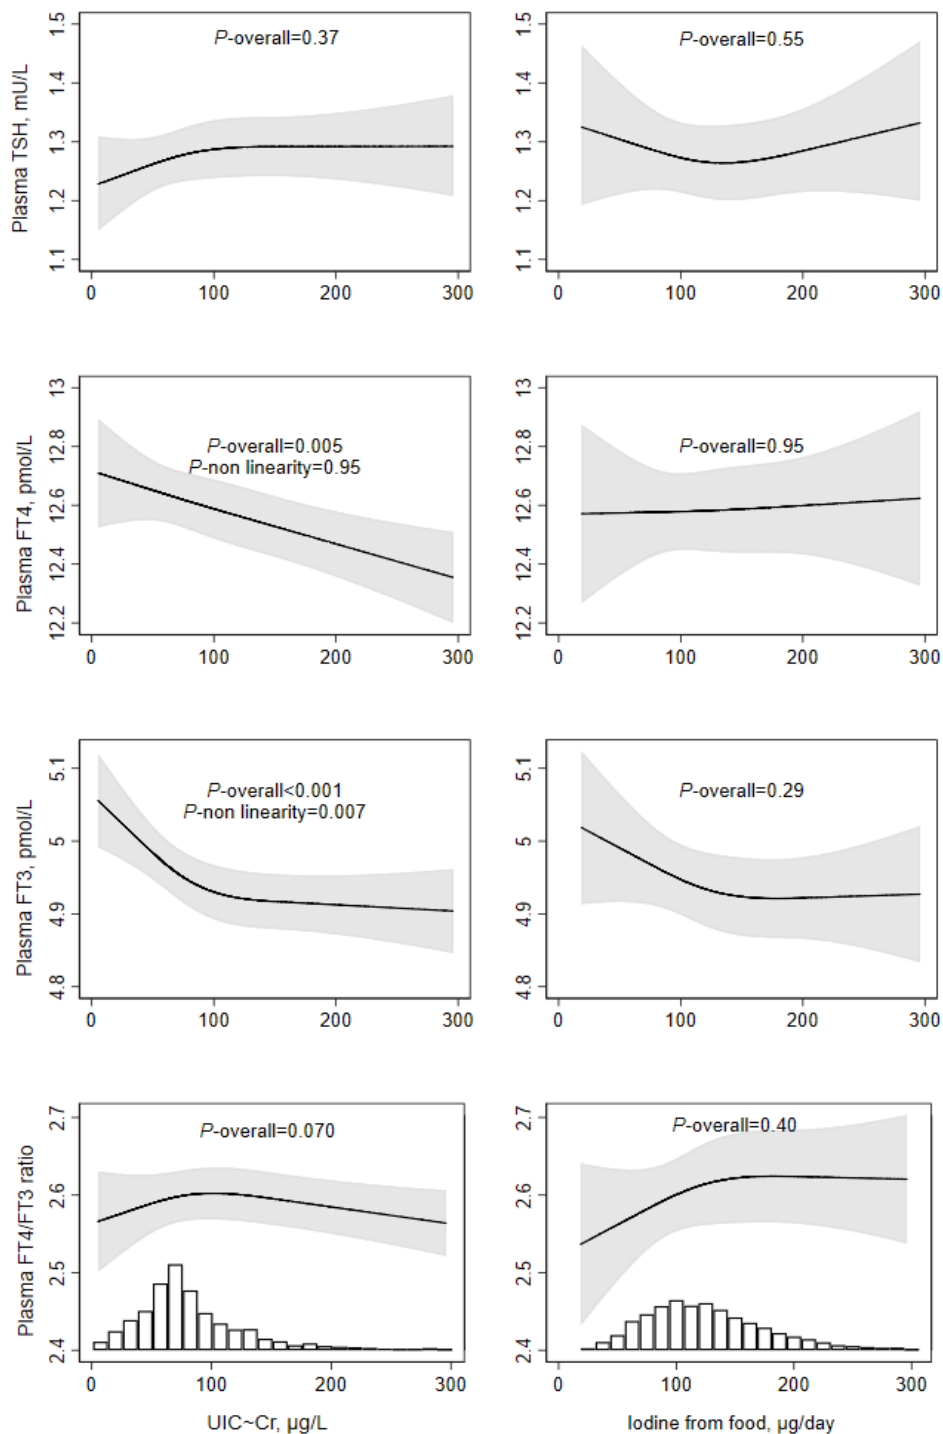 Plasma TSH, mU/L
1.5
1.4
1.3
1.2
1.1
P-overall=0.37
0 100 200 300
1.5
1.4
1.3
1.2
1.1
P-overall=0.55
0 100 200 300
Plasma FT4, pmol/L
13
12.8
12.6
12.4
12.2
P-overall=0.005
P-non linearity=0.95
0 100 200 300
13
12.8
12.6
12.4
12.2
P-overall=0.95
0 100 200 300
Plasma FT3, pmol/L
5.1
5
4.9
4.8
P-overall<0.001
P-non linearity=0.007
0 100 200 300
5.1
5
4.9
4.8
P-overall=0.29
0 100 200 300
Plasma FT4/FT3 ratio
2.7
2.6
2.5
2.4
P-overall=0.070
0 100 200 300
UIC~Cr, µg/L
2.7
2.6
2.5
2.4
P-overall=0.40
0 100 200 300
Iodine from food, µg/day